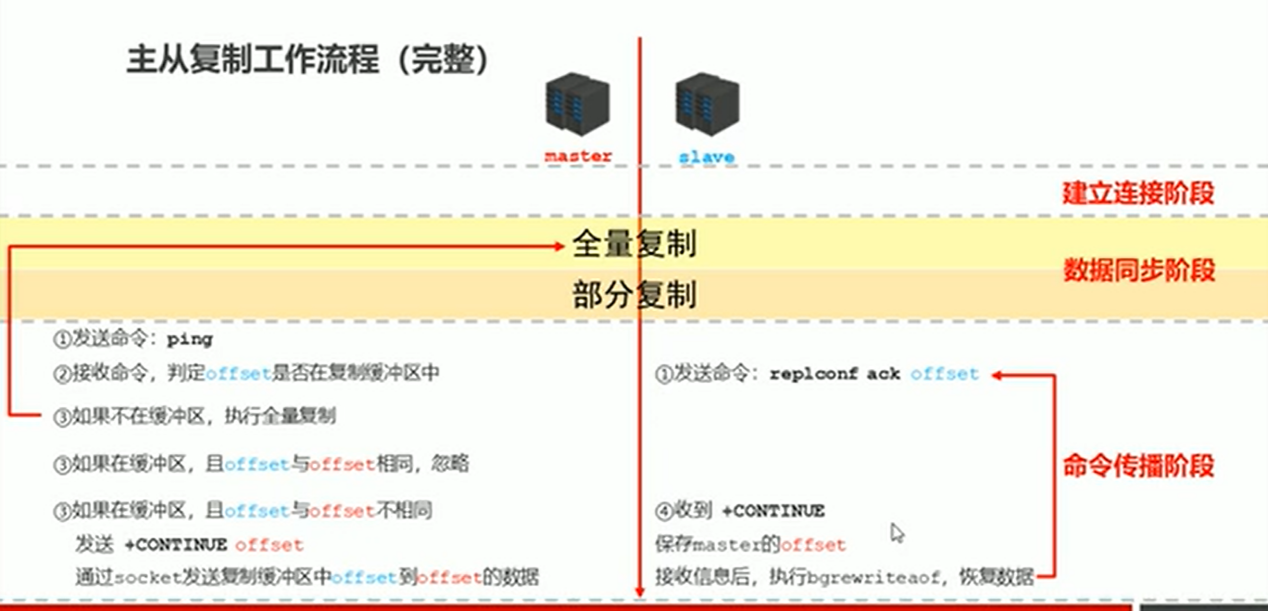 主从复制工作流程（完整）
master
slave
建立连接阶段
全量复制
数据同步阶段
部分复制
①发送命令：ping
②接收命令，判定offset是否在复制缓冲区中
③如果不在缓冲区，执行全量复制
③如果在缓冲区，且offset与offset相同，忽略
③如果在缓冲区，且offset与offset不相同
发送 +CONTINUE offset
通过socket发送复制缓冲区中offset到offset的数据
①发送命令：replconf ack offset
命令传播阶段
④收到 +CONTINUE
保存master的offset
接收信息后，执行bgrewriteaof，恢复数据